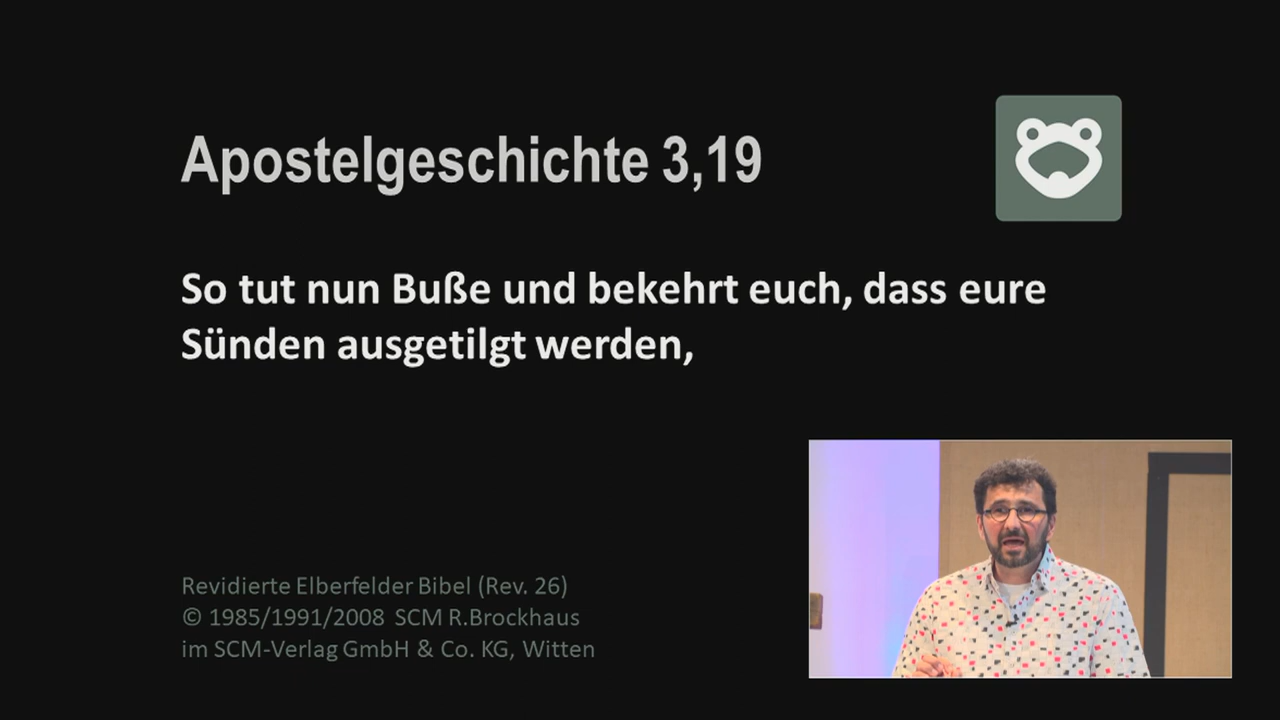 Apostelgeschichte 3,19
So tut nun Buße und bekehrt euch, dass eure
Sünden ausgetilgt werden,
Revidierte Elberfelder Bibel (Rev. 26)
© 1985/1991/2008 SCM R.Brockhaus
im SCM-Verlag GmbH & Co. KG, Witten